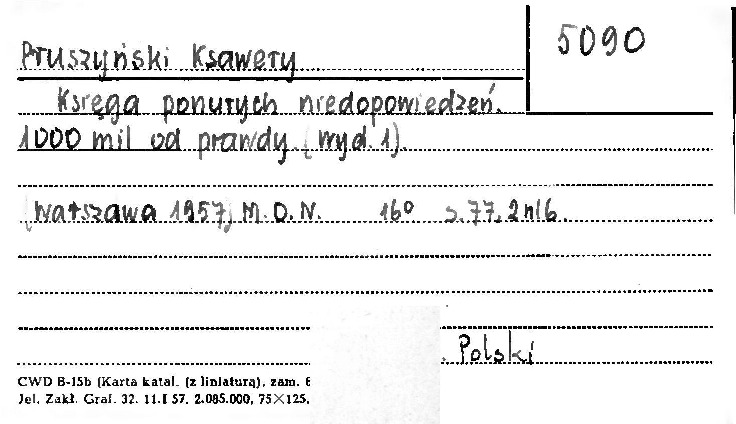 5090
Pruszyński Ksawery
Księga ponurych niedopowiedzeń.
1000 mil od prawdy. (Wyd. 1).
[Warszawa 1957] M.O.N. 16° s. 77, 2 nlb.
. Polski
CWD B-15b (Karta katal. (z liniaturą), zam. 6
Jel. Zakł. Graf. 32. 11.I 57. 2.085.000, 75×125,